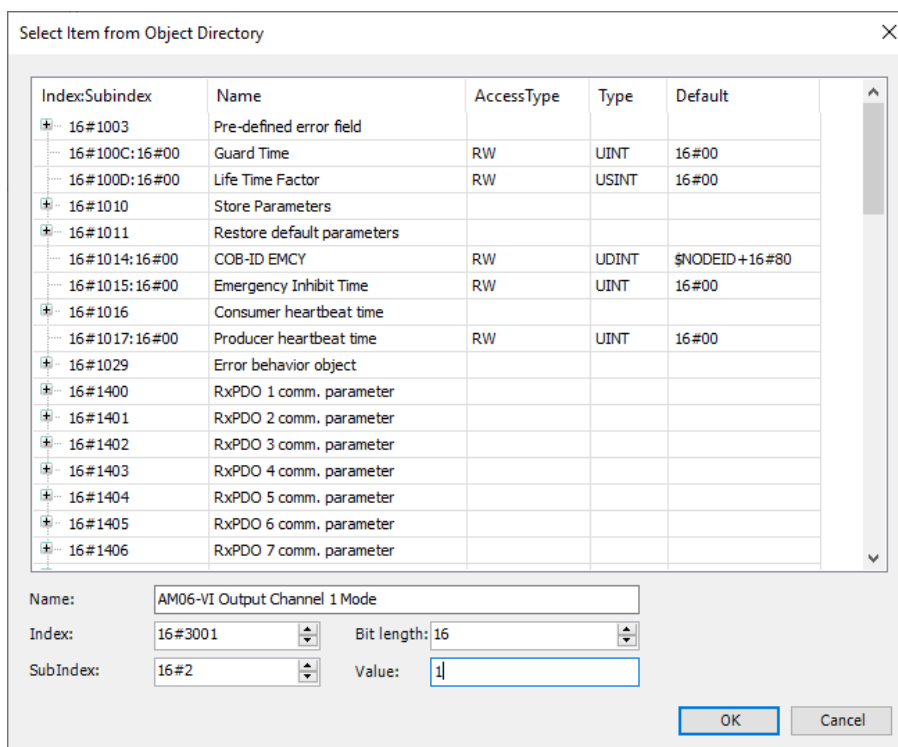 Select Item from Object Directory
Index:Subindex Name AccessType Type Default
16#1003 Pre-defined error field
16#100C:16#00 Guard Time RW UINT 16#00
16#100D:16#00 Life Time Factor RW USINT 16#00
16#1010 Store Parameters
16#1011 Restore default parameters
16#1014:16#00 COB-ID EMCY RW UDINT $NODEID+16#80
16#1015:16#00 Emergency Inhibit Time RW UINT 16#00
16#1016 Consumer heartbeat time
16#1017:16#00 Producer heartbeat time RW UINT 16#00
16#1029 Error behavior object
16#1400 RxPDO 1 comm. parameter
16#1401 RxPDO 2 comm. parameter
16#1402 RxPDO 3 comm. parameter
16#1403 RxPDO 4 comm. parameter
16#1404 RxPDO 5 comm. parameter
16#1405 RxPDO 6 comm. parameter
16#1406 RxPDO 7 comm. parameter
Name: AM06-VI Output Channel 1 Mode
Index: 16#3001 Bit length: 16
SubIndex: 16#2 Value: 1
OK Cancel